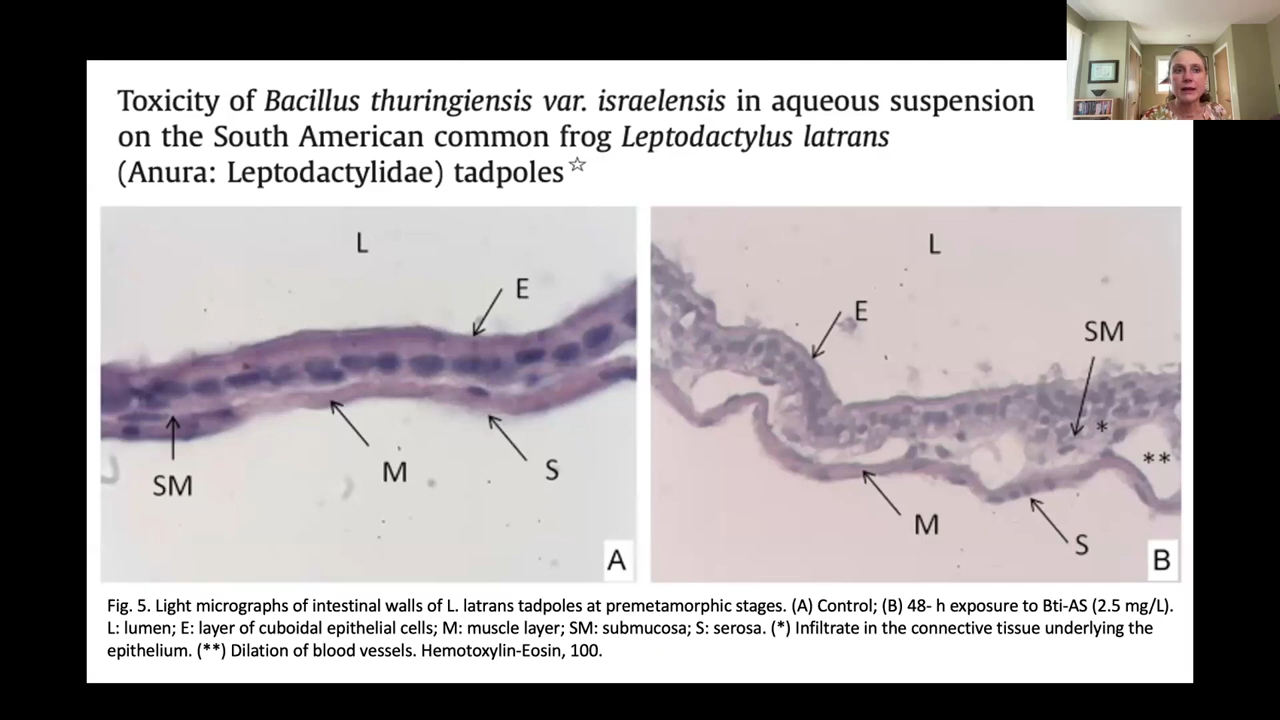 Toxicity of Bacillus thuringiensis var. israelensis in aqueous suspension
on the South American common frog Leptodactylus latrans
(Anura: Leptodactylidae) tadpoles☆
L
E
SM
M
S
A
L
E
SM
*
**
M
S
B
Fig. 5. Light micrographs of intestinal walls of L. latrans tadpoles at premetamorphic stages. (A) Control; (B) 48- h exposure to Bti-AS (2.5 mg/L).
L: lumen; E: layer of cuboidal epithelial cells; M: muscle layer; SM: submucosa; S: serosa. (*) Infiltrate in the connective tissue underlying the
epithelium. (**) Dilation of blood vessels. Hemotoxylin-Eosin, 100.